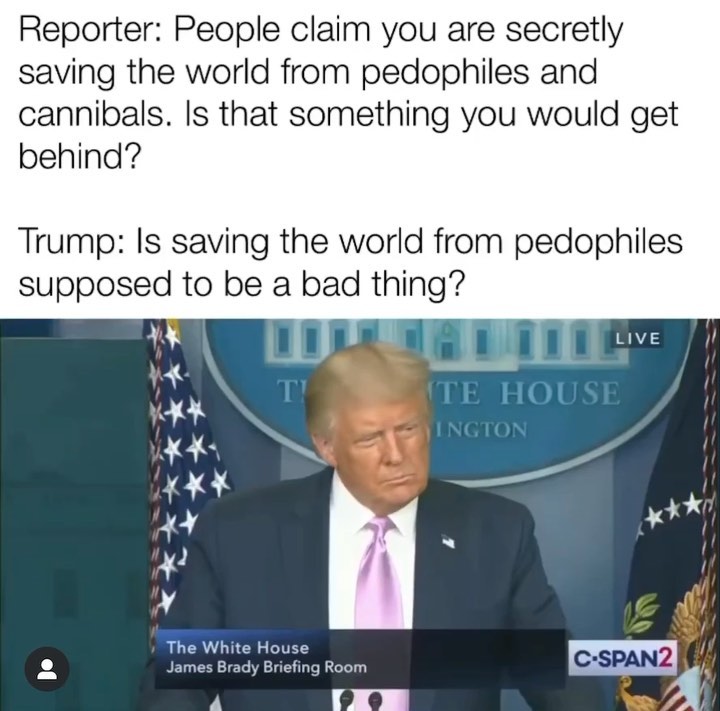 Reporter: People claim you are secretly
saving the world from pedophiles and
cannibals. Is that something you would get
behind?
Trump: Is saving the world from pedophiles
supposed to be a bad thing?
LIVE
TE HOUSE
INGTON
The White House
James Brady Briefing Room
C-SPAN2